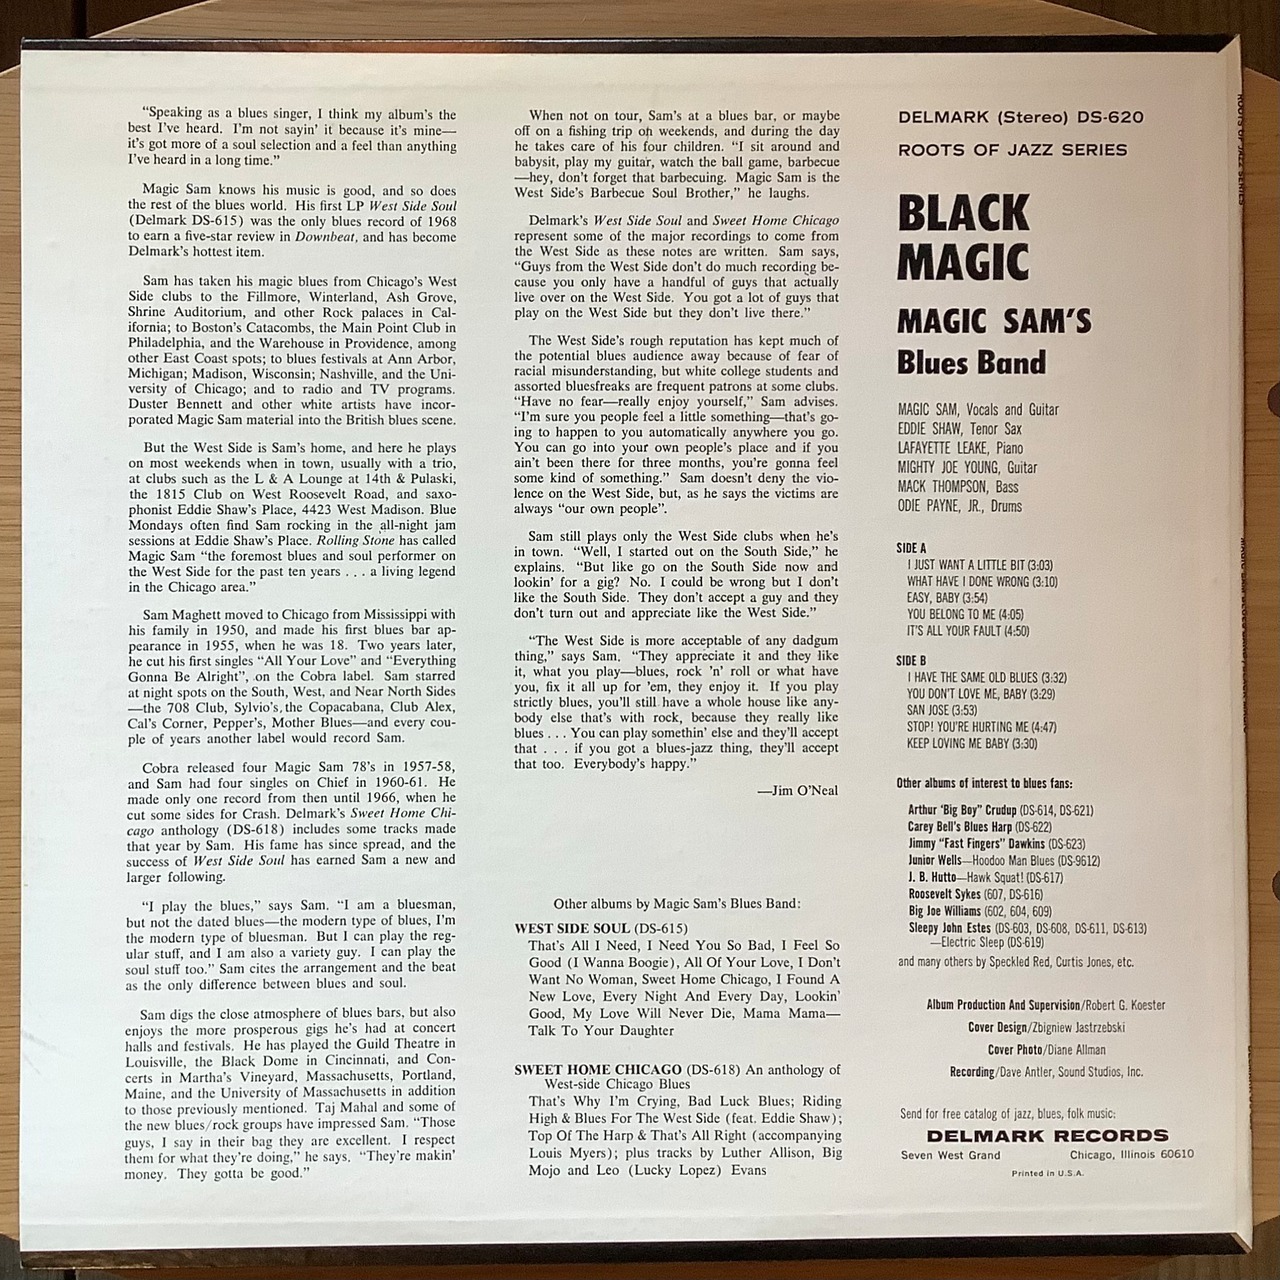 “Speaking as a blues singer, I think my album's the
best I've heard. I'm not sayin' it because it's mine—
it's got more of a soul selection and a feel than anything
I've heard in a long time.”
Magic Sam knows his music is good, and so does
the rest of the blues world. His first LP West Side Soul
(Delmark DS-615) was the only blues record of 1968
to earn a five-star review in Downbeat, and has become
Delmark's hottest item.
Sam has taken his magic blues from Chicago's West
Side clubs to the Fillmore, Winterland, Ash Grove,
Shrine Auditorium, and other Rock palaces in Cal-
ifornia; to Boston's Catacombs, the Main Point Club in
Philadelphia, and the Warehouse in Providence, among
other East Coast spots; to blues festivals at Ann Arbor,
Michigan; Madison, Wisconsin; Nashville, and the Uni-
versity of Chicago; and to radio and TV programs.
Duster Bennett and other white artists have incor-
porated Magic Sam material into the British blues scene.
But the West Side is Sam's home, and here he plays
on most weekends when in town, usually with a trio,
at clubs such as the L & A Lounge at 14th & Pulaski,
the 1815 Club on West Roosevelt Road, and saxo-
phonist Eddie Shaw's Place, 4423 West Madison. Blue
Mondays often find Sam rocking in the all-night jam
sessions at Eddie Shaw's Place. Rolling Stone has called
Magic Sam “the foremost blues and soul performer on
the West Side for the past ten years . . . a living legend
in the Chicago area.”
Sam Maghett moved to Chicago from Mississippi with
his family in 1950, and made his first blues bar ap-
pearance in 1955, when he was 18. Two years later,
he cut his first singles “All Your Love” and “Everything
Gonna Be Alright”, on the Cobra label. Sam starred
at night spots on the South, West, and Near North Sides
—the 708 Club, Sylvio's, the Copacabana, Club Alex,
Cal's Corner, Pepper's, Mother Blues—and every cou-
ple of years another label would record Sam.
Cobra released four Magic Sam 78's in 1957-58,
and Sam had four singles on Chief in 1960-61. He
made only one record from then until 1966, when he
cut some sides for Crash. Delmark's Sweet Home Chi-
cago anthology (DS-618) includes some tracks made
that year by Sam. His fame has since spread, and the
success of West Side Soul has earned Sam a new and
larger following.
“I play the blues,” says Sam. “I am a bluesman,
but not the dated blues—the modern type of blues, I'm
the modern type of bluesman. But I can play the reg-
ular stuff, and I am also a variety guy. I can play the
soul stuff too.” Sam cites the arrangement and the beat
as the only difference between blues and soul.
Sam digs the close atmosphere of blues bars, but also
enjoys the more prosperous gigs he's had at concert
halls and festivals. He has played the Guild Theatre in
Louisville, the Black Dome in Cincinnati, and Con-
certs in Martha's Vineyard, Massachusetts, Portland,
Maine, and the University of Massachusetts in addition
to those previously mentioned. Taj Mahal and some of
the new blues/rock groups have impressed Sam. “Those
guys, I say in their bag they are excellent. I respect
them for what they're doing,” he says. “They're makin'
money. They gotta be good.”
When not on tour, Sam's at a blues bar, or maybe
off on a fishing trip on weekends, and during the day
he takes care of his four children. “I sit around and
babysit, play my guitar, watch the ball game, barbecue
—hey, don't forget that barbecuing. Magic Sam is the
West Side's Barbecue Soul Brother,” he laughs.
Delmark's West Side Soul and Sweet Home Chicago
represent some of the major recordings to come from
the West Side as these notes are written. Sam says,
“Guys from the West Side don't do much recording be-
cause you only have a handful of guys that actually
live over on the West Side. You got a lot of guys that
play on the West Side but they don't live there.”
The West Side's rough reputation has kept much of
the potential blues audience away because of fear of
racial misunderstanding, but white college students and
assorted bluesfreaks are frequent patrons at some clubs.
“Have no fear—really enjoy yourself,” Sam advises.
“I'm sure you people feel a little something—that's go-
ing to happen to you automatically anywhere you go.
You can go into your own people's place and if you
ain't been there for three months, you're gonna feel
some kind of something.” Sam doesn't deny the vio-
lence on the West Side, but, as he says the victims are
always “our own people”.
Sam still plays only the West Side clubs when he's
in town. “Well, I started out on the South Side,” he
explains. “But like go on the South Side now and
lookin' for a gig? No. I could be wrong but I don't
like the South Side. They don't accept a guy and they
don't turn out and appreciate like the West Side.”
“The West Side is more acceptable of any dadgum
thing,” says Sam. “They appreciate it and they like
it, what you play—blues, rock 'n' roll or what have
you, fix it all up for 'em, they enjoy it. If you play
strictly blues, you'll still have a whole house like any-
body else that's with rock, because they really like
blues . . . You can play somethin' else and they'll accept
that . . . if you got a blues-jazz thing, they'll accept
that too. Everybody's happy.”
—Jim O'Neal
Other albums by Magic Sam's Blues Band:
WEST SIDE SOUL (DS-615)
That's All I Need, I Need You So Bad, I Feel So
Good (I Wanna Boogie), All Of Your Love, I Don't
Want No Woman, Sweet Home Chicago, I Found A
New Love, Every Night And Every Day, Lookin'
Good, My Love Will Never Die, Mama Mama—
Talk To Your Daughter
SWEET HOME CHICAGO (DS-618) An anthology of
West-side Chicago Blues
That's Why I'm Crying, Bad Luck Blues; Riding
High & Blues For The West Side (feat. Eddie Shaw);
Top Of The Harp & That's All Right (accompanying
Louis Myers); plus tracks by Luther Allison, Big
Mojo and Leo (Lucky Lopez) Evans
DELMARK (Stereo) DS-620
ROOTS OF JAZZ SERIES
BLACK
MAGIC
MAGIC SAM'S
Blues Band
MAGIC SAM, Vocals and Guitar
EDDIE SHAW, Tenor Sax
LAFAYETTE LEAKE, Piano
MIGHTY JOE YOUNG, Guitar
MACK THOMPSON, Bass
ODIE PAYNE, JR., Drums
SIDE A
I JUST WANT A LITTLE BIT (3:03)
WHAT HAVE I DONE WRONG (3:10)
EASY, BABY (3:54)
YOU BELONG TO ME (4:05)
IT'S ALL YOUR FAULT (4:50)
SIDE B
I HAVE THE SAME OLD BLUES (3:32)
YOU DON'T LOVE ME, BABY (3:29)
SAN JOSE (3:53)
STOP! YOU'RE HURTING ME (4:47)
KEEP LOVING ME BABY (3:30)
Other albums of interest to blues fans:
Arthur ‘Big Boy” Crudup (DS-614, DS-621)
Carey Bell's Blues Harp (DS-622)
Jimmy “Fast Fingers” Dawkins (DS-623)
Junior Wells—Hoodoo Man Blues (DS-9612)
J. B. Hutto—Hawk Squat! (DS-617)
Roosevelt Sykes (607, DS-616)
Big Joe Williams (602, 604, 609)
Sleepy John Estes (DS-603, DS-608, DS-611, DS-613)
—Electric Sleep (DS-619)
and many others by Speckled Red, Curtis Jones, etc.
Album Production And Supervision/Robert G. Koester
Cover Design/Zbigniew Jastrzebski
Cover Photo/Diane Allman
Recording/Dave Antler, Sound Studios, Inc.
Send for free catalog of jazz, blues, folk music:
DELMARK RECORDS
Seven West Grand Chicago, Illinois 60610
Printed in U.S.A.
ROOTS OF JAZZ SERIES